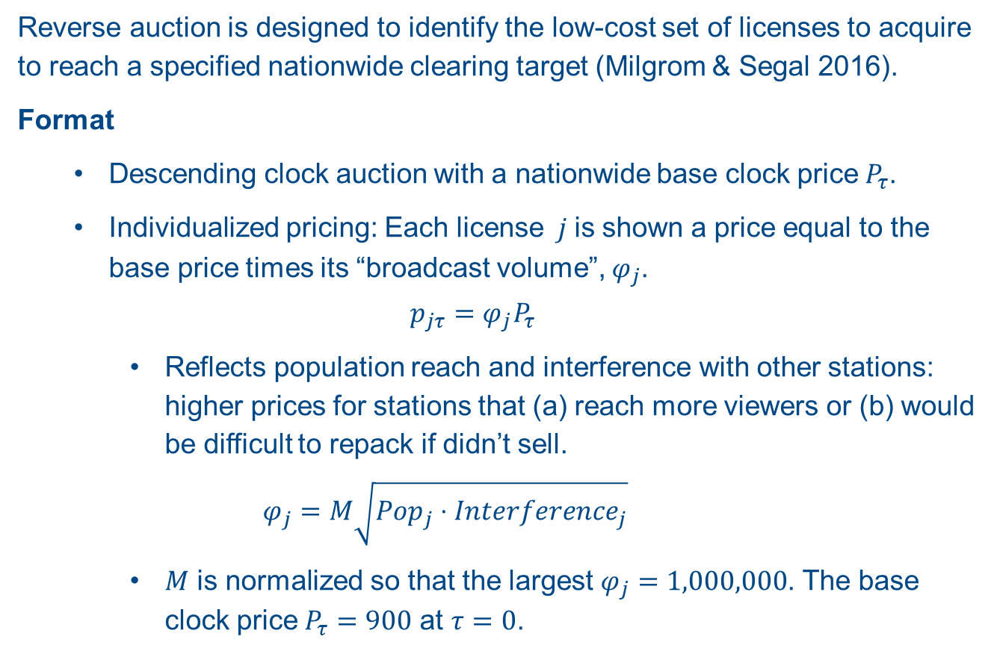 Reverse auction is designed to identify the low-cost set of licenses to acquire
to reach a specified nationwide clearing target (Milgrom & Segal 2016).
Format
• Descending clock auction with a nationwide base clock price $P_\tau$.
• Individualized pricing: Each license $j$ is shown a price equal to the
base price times its “broadcast volume”, $\varphi_j$.
$p_{j\tau} = \varphi_j P_\tau$
• Reflects population reach and interference with other stations:
higher prices for stations that (a) reach more viewers or (b) would
be difficult to repack if didn’t sell.
$\varphi_j = M\sqrt{Pop_j \cdot Interference_j}$
• $M$ is normalized so that the largest $\varphi_j = 1,000,000$. The base
clock price $P_\tau = 900$ at $\tau = 0$.